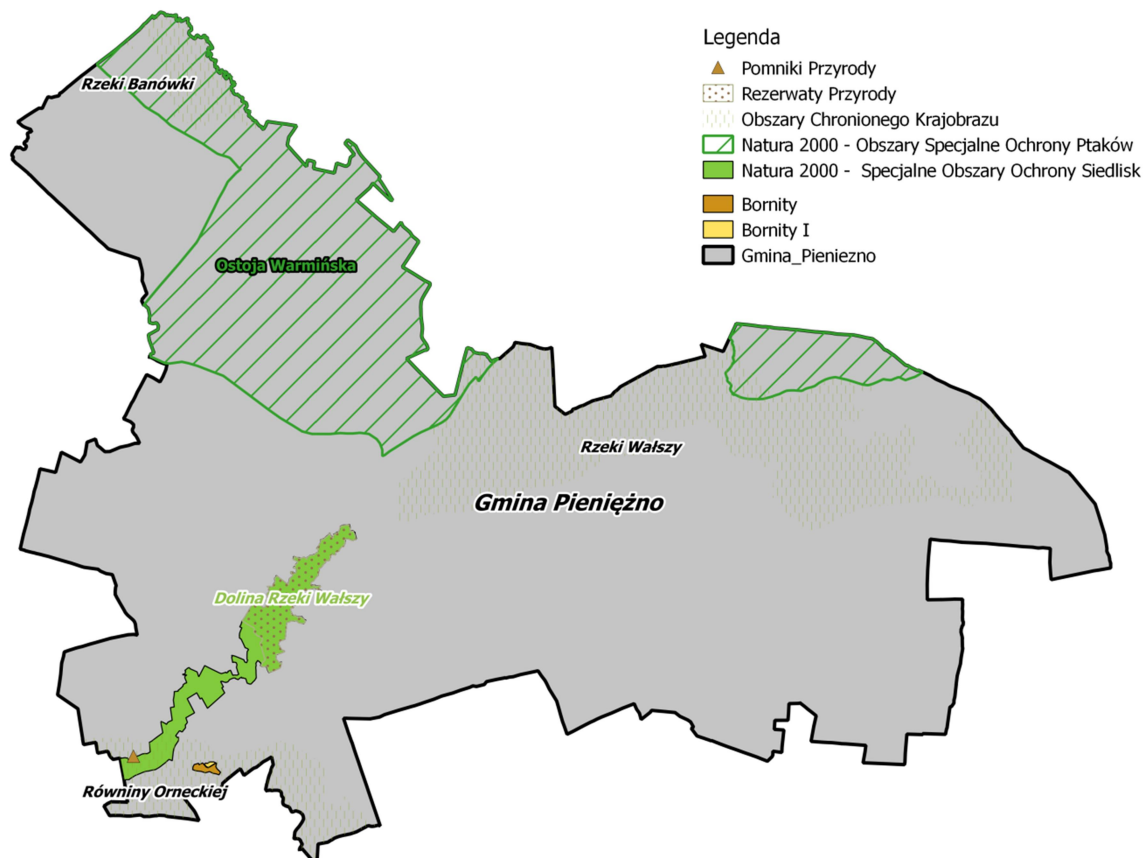 Legenda
Pomniki Przyrody
Rezerwaty Przyrody
Obszary Chronionego Krajobrazu
Natura 2000 - Obszary Specjalne Ochrony Ptaków
Natura 2000 - Specjalne Obszary Ochrony Siedlisk
Bornity
Bornity I
Gmina_Pieniezno
Rzeki Banówki
Ostoja Warmińska
Rzeki Wałszy
Gmina Pieniężno
Dolina Rzeki Wałszy
Równiny Orneckiej